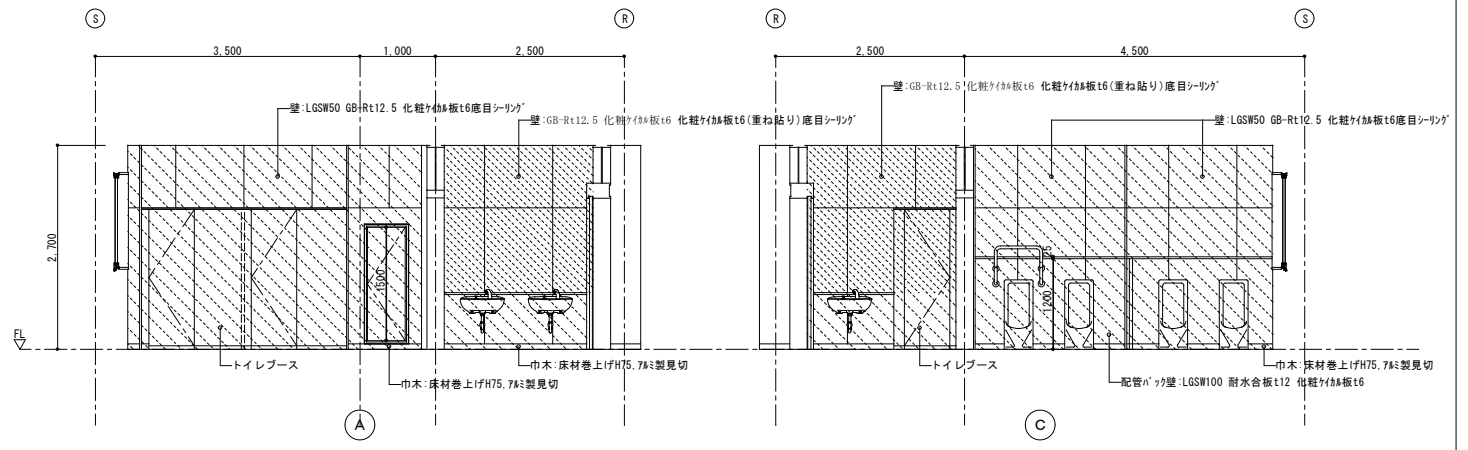 S
R
R
S
3,500
1,000
2,500
2,500
4,500
壁:GB-Rt12.5 化粧ケイカル板t6 化粧ケイカル板t6(重ね貼り)底目シーリング
壁:LGSW50 GB-Rt12.5 化粧ケイカル板t6底目シーリング
壁:GB-Rt12.5 化粧ケイカル板t6 化粧ケイカル板t6(重ね貼り)底目シーリング
壁:LGSW50 GB-Rt12.5 化粧ケイカル板t6底目シーリング
2,700
25
1500
1200
FL
トイレブース
巾木:床材巻上げH75,アルミ製見切
トイレブース
巾木:床材巻上げH75,アルミ製見切
巾木:床材巻上げH75,アルミ製見切
配管バック壁:LGSW100 耐水合板t12 化粧ケイカル板t6
A
C